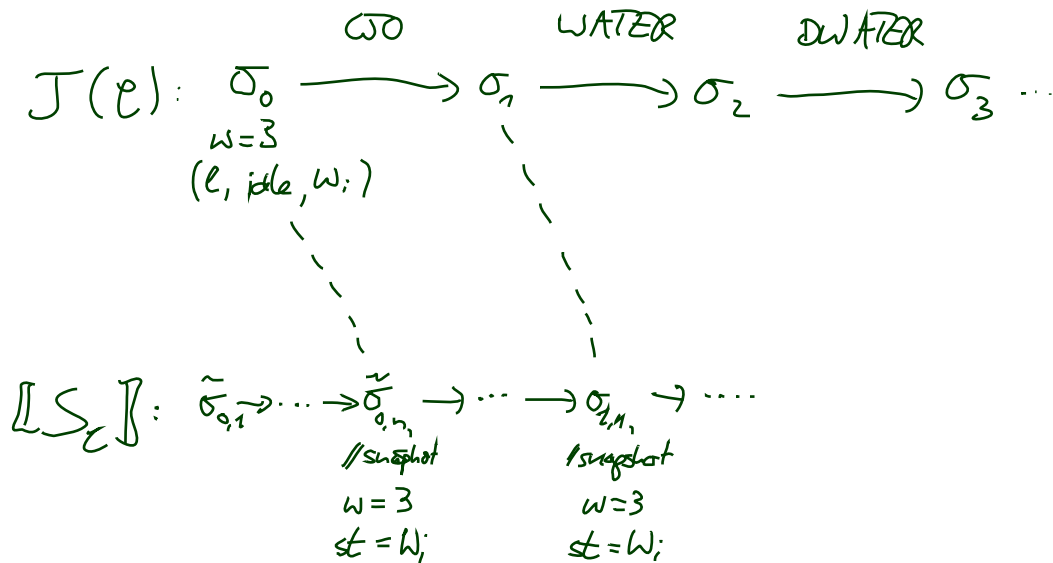 WO WATER DWATER
J(ℓ): σ₀ → σ₁ → σ₂ → σ₃ ...
w=3
(ℓ, idle, Wᵢ)
⟦S_ℓ⟧: σ̃₀,₁ → ... → σ̃₀,ₙ₁ → ... → σ₁,ₙ₁ → ....
//snapshot //snapshot
w=3 w=3
st=Wᵢ st=Wᵢ